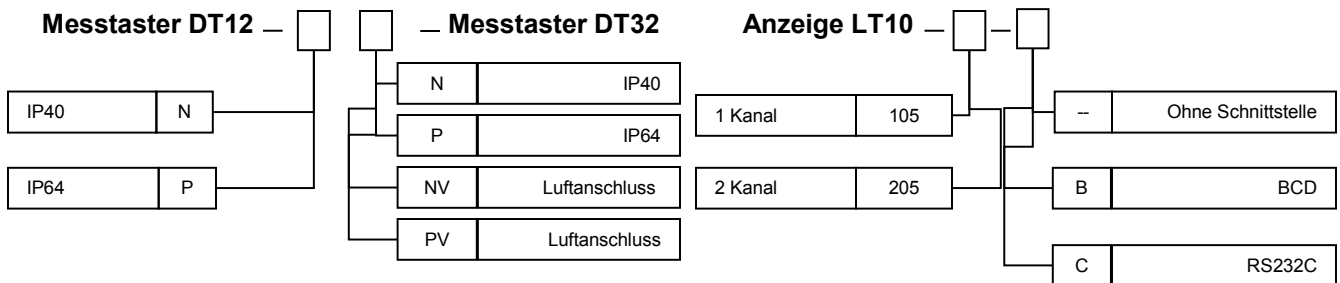 Messtaster DT12 –
– Messtaster DT32
Anzeige LT10 – –
IP40 N
IP64 P
N IP40
P IP64
NV Luftanschluss
PV Luftanschluss
1 Kanal 105
2 Kanal 205
-- Ohne Schnittstelle
B BCD
C RS232C